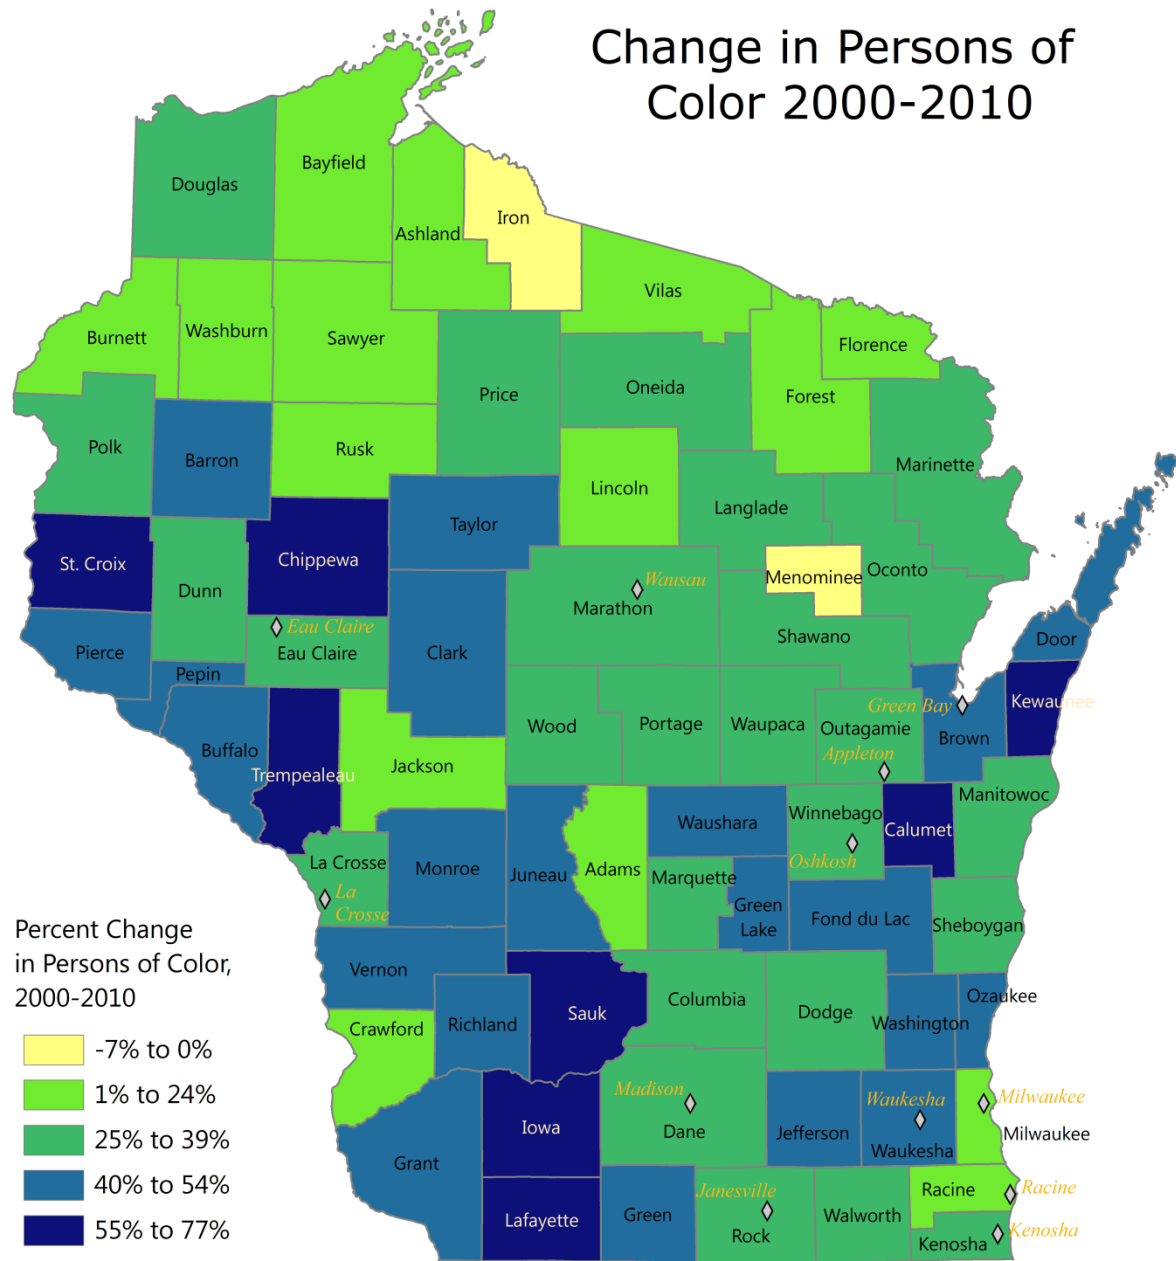 Change in Persons of
Color 2000-2010
Bayfield
Douglas
Iron
Ashland
Vilas
Burnett
Washburn
Sawyer
Florence
Price
Oneida
Forest
Polk
Barron
Rusk
Marinette
Lincoln
Langlade
Taylor
St. Croix
Chippewa
Dunn
Wausau
Marathon
Menominee
Oconto
Eau Claire
Eau Claire
Shawano
Door
Pierce
Clark
Pepin
Kewaunee
Green Bay
Brown
Wood
Portage
Waupaca
Outagamie
Appleton
Buffalo
Trempealeau
Jackson
Manitowoc
Waushara
Winnebago
Calumet
Oshkosh
La Crosse
La
Crosse
Monroe
Juneau
Adams
Marquette
Green
Lake
Fond du Lac
Sheboygan
Vernon
Columbia
Dodge
Ozaukee
Washington
Richland
Sauk
Crawford
Madison
Dane
Iowa
Jefferson
Waukesha
Waukesha
Milwaukee
Milwaukee
Grant
Lafayette
Green
Janesville
Rock
Walworth
Racine
Racine
Kenosha
Kenosha
Percent Change
in Persons of Color,
2000-2010
-7% to 0%
1% to 24%
25% to 39%
40% to 54%
55% to 77%